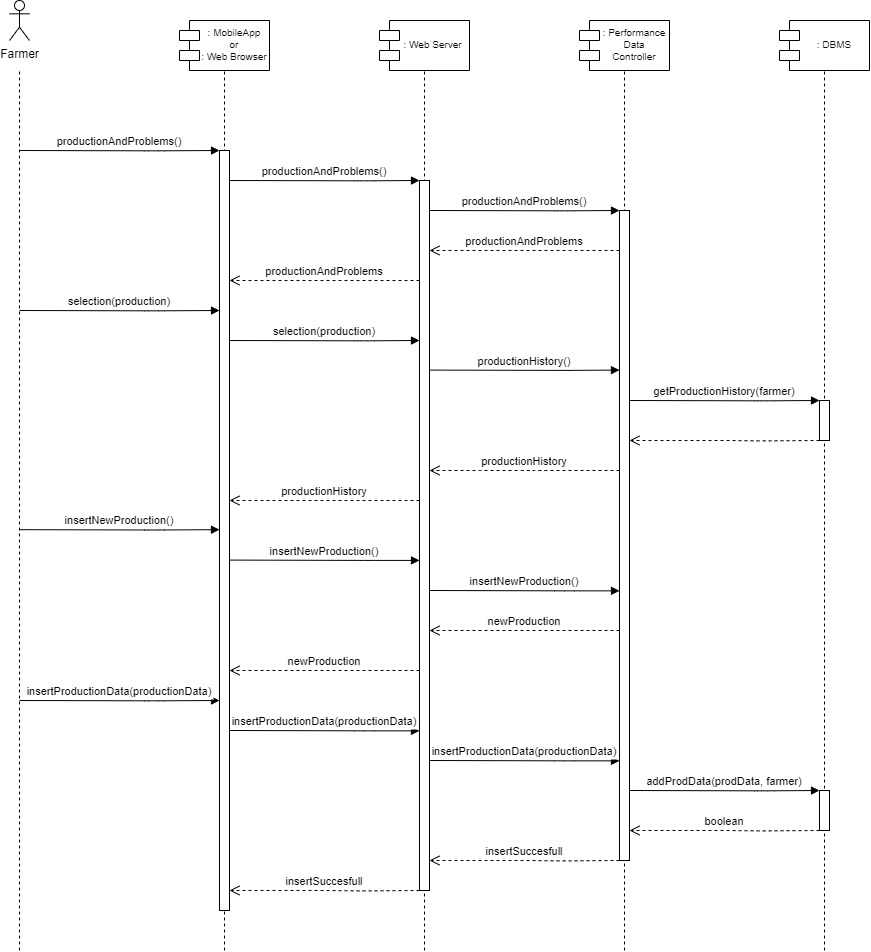 Farmer
: MobileApp
or
: Web Browser
: Web Server
: Performance
Data
Controller
: DBMS
productionAndProblems()
productionAndProblems()
productionAndProblems()
productionAndProblems
productionAndProblems
selection(production)
selection(production)
productionHistory()
getProductionHistory(farmer)
productionHistory
productionHistory
insertNewProduction()
insertNewProduction()
insertNewProduction()
newProduction
newProduction
insertProductionData(productionData)
insertProductionData(productionData)
insertProductionData(productionData)
addProdData(prodData, farmer)
boolean
insertSuccesfull
insertSuccesfull